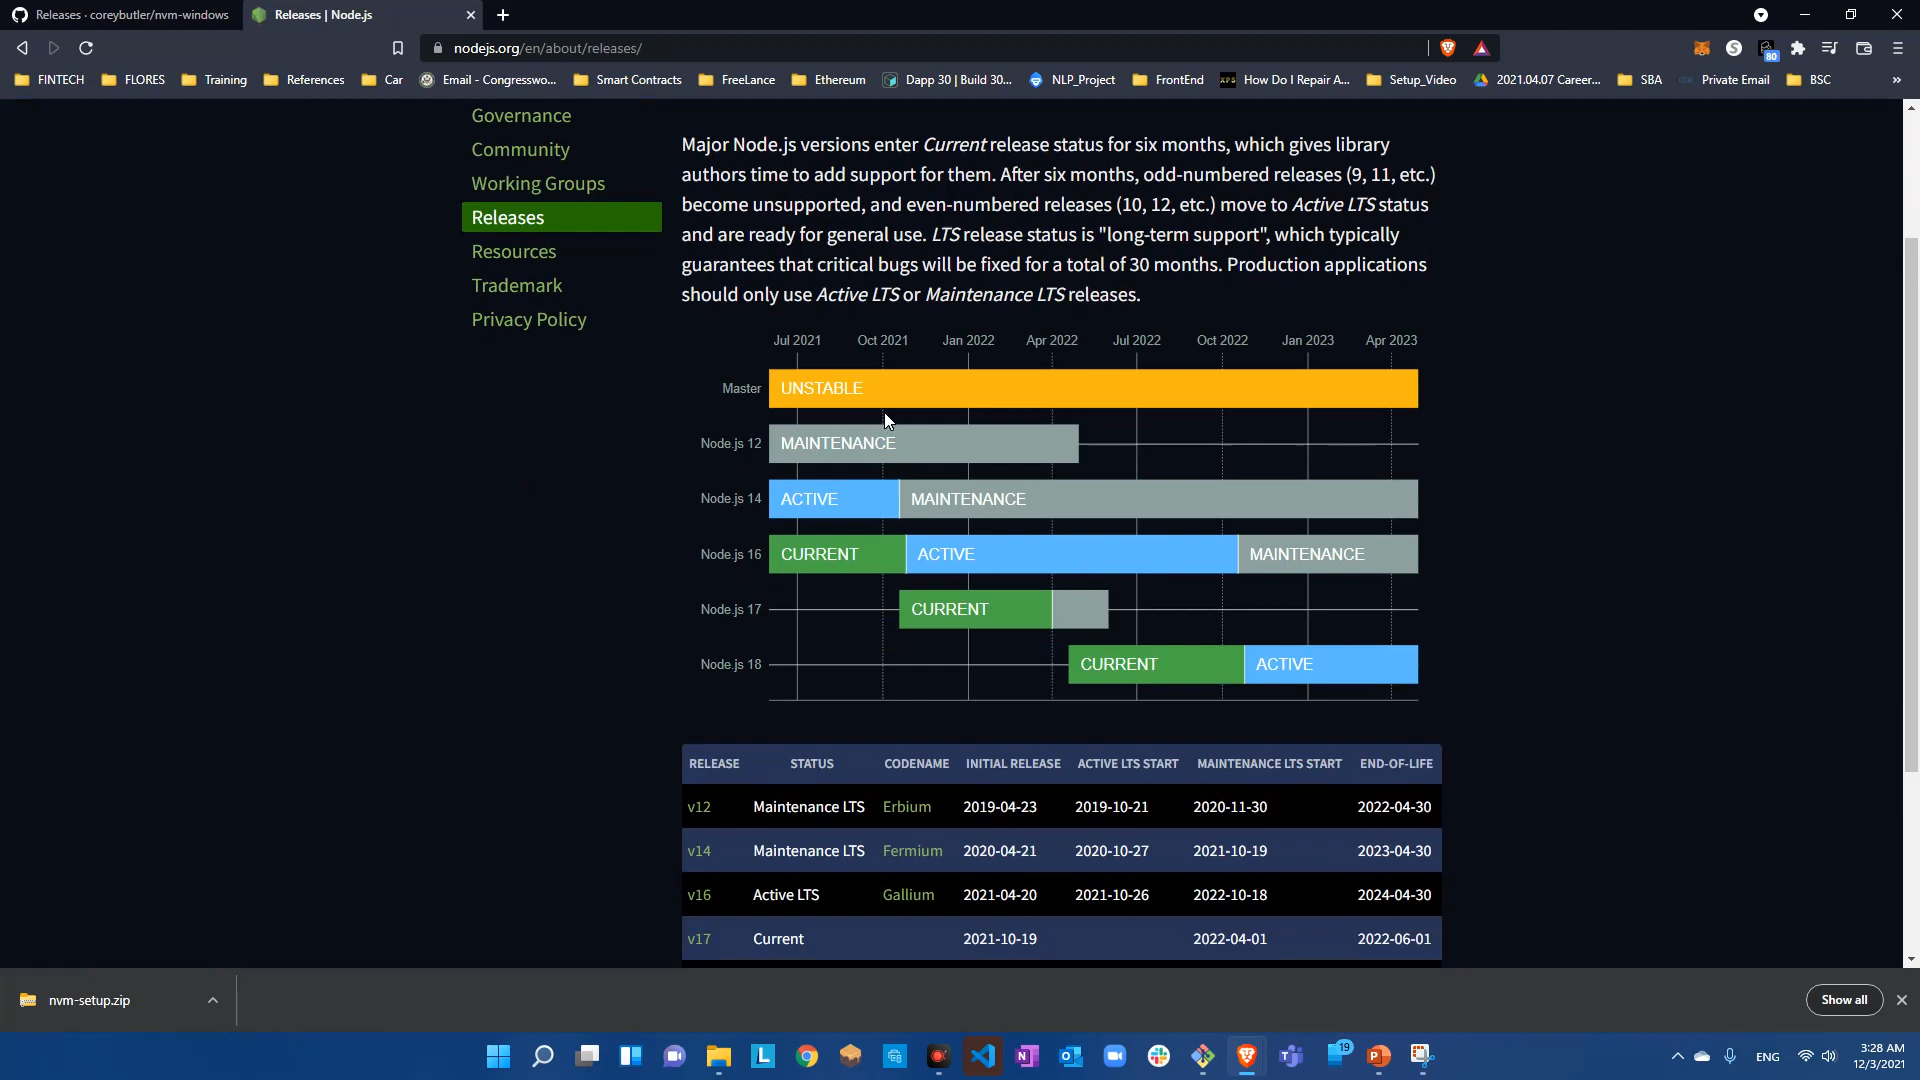 Releases · coreybutler/nvm-windows
Releases | Node.js
nodejs.org/en/about/releases/
80
FINTECH
FLORES
Training
References
Car
Email - Congresswo...
Smart Contracts
FreeLance
Ethereum
Dapp 30 | Build 30...
NLP_Project
FrontEnd
XPS
How Do I Repair A...
Setup_Video
2021.04.07 Career...
SBA
Private Email
BSC
»
Governance
Community
Working Groups
Releases
Resources
Trademark
Privacy Policy
Major Node.js versions enter Current release status for six months, which gives library
authors time to add support for them. After six months, odd-numbered releases (9, 11, etc.)
become unsupported, and even-numbered releases (10, 12, etc.) move to Active LTS status
and are ready for general use. LTS release status is "long-term support", which typically
guarantees that critical bugs will be fixed for a total of 30 months. Production applications
should only use Active LTS or Maintenance LTS releases.
Jul 2021 Oct 2021 Jan 2022 Apr 2022 Jul 2022 Oct 2022 Jan 2023 Apr 2023
Master UNSTABLE
Node.js 12 MAINTENANCE
Node.js 14 ACTIVE MAINTENANCE
Node.js 16 CURRENT ACTIVE MAINTENANCE
Node.js 17 CURRENT
Node.js 18 CURRENT ACTIVE
RELEASE STATUS CODENAME INITIAL RELEASE ACTIVE LTS START MAINTENANCE LTS START END-OF-LIFE
v12 Maintenance LTS Erbium 2019-04-23 2019-10-21 2020-11-30 2022-04-30
v14 Maintenance LTS Fermium 2020-04-21 2020-10-27 2021-10-19 2023-04-30
v16 Active LTS Gallium 2021-04-20 2021-10-26 2022-10-18 2024-04-30
v17 Current 2021-10-19 2022-04-01 2022-06-01
nvm-setup.zip
Show all
19
ENG
3:28 AM
12/3/2021